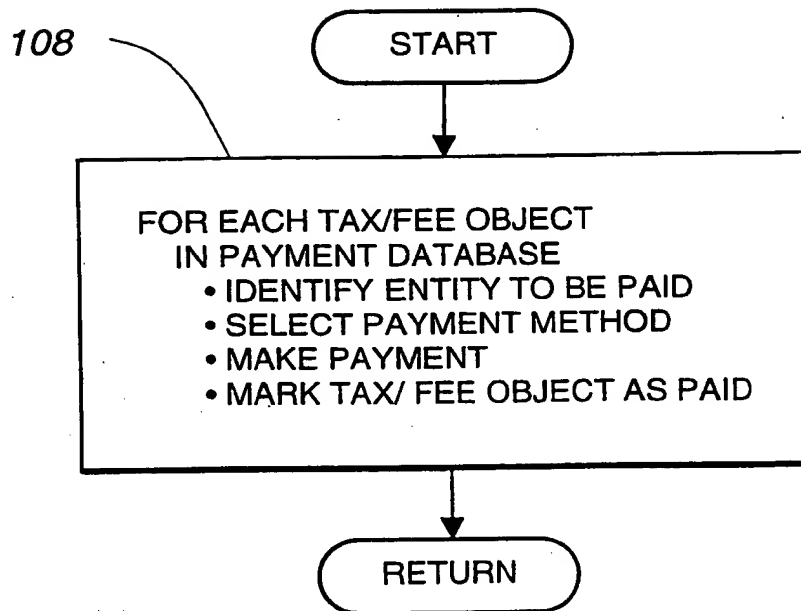 108
START
FOR EACH TAX/FEE OBJECT
IN PAYMENT DATABASE
• IDENTIFY ENTITY TO BE PAID
• SELECT PAYMENT METHOD
• MAKE PAYMENT
• MARK TAX/ FEE OBJECT AS PAID
RETURN